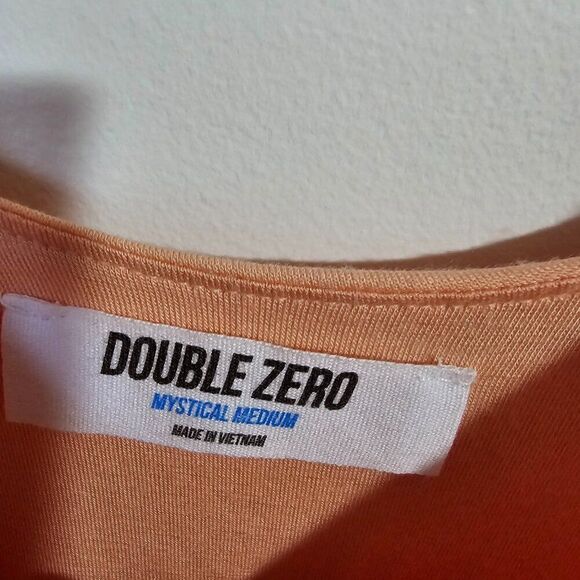 DOUBLE ZERO
MYSTICAL MEDIUM
MADE IN VIETNAM